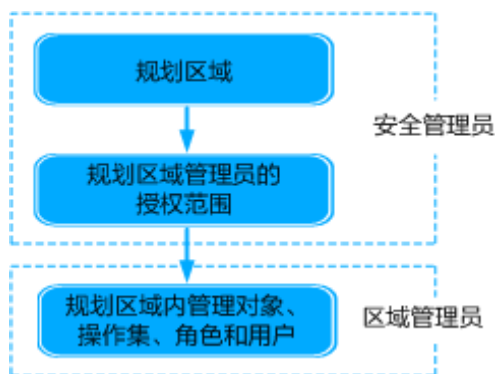 规划区域
安全管理员
规划区域管理员的
授权范围
规划区域内管理对象、
操作集、角色和用户
区域管理员